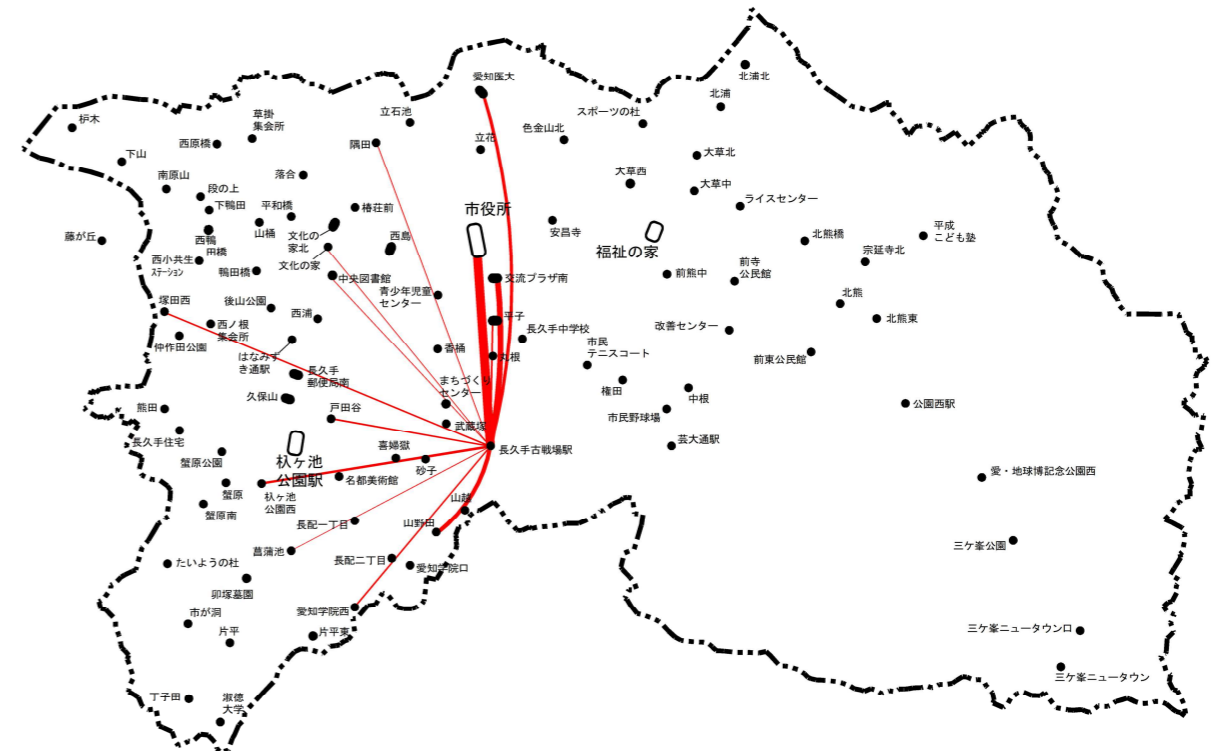 北浦北
愛知医大
北浦
枦木
草掛
集会所
立石池
スポーツの杜
色金山北
立花
西原橋
隅田
下山
大草北
南原山
落合
大草西
大草中
段の上
ライスセンター
下鴨田
平和橋
椿荘前
市役所
山桶
文化の
家北
西島
安昌寺
福祉の家
北熊橋
平成
こども塾
藤が丘
西鴨
田橋
宗延寺北
西小共生
ステーション
鴨田橋
文化の家
中央図書館
交流プラザ南
前熊中
前寺
公民館
青少年児童
センター
塚田西
後山公園
西浦
平子
北熊
北熊東
西ノ根
集会所
長久手中学校
改善センター
仲作田公園
はなみず
き通駅
香桶
丸根
市民
テニスコート
前東公民館
長久手
郵便局南
まちづくり
センター
権田
中根
久保山
熊田
戸田谷
公園西駅
市民野球場
武蔵塚
長久手住宅
喜婦嶽
長久手古戦場駅
芸大通駅
蟹原公園
杁ヶ池
公園駅
砂子
名都美術館
愛・地球博記念公園西
蟹原
杁ヶ池
公園西
山越
蟹原南
長配一丁目
山野田
菖蒲池
三ケ峯公園
たいようの杜
長配二丁目
愛知学院口
卯塚墓園
市が洞
愛知学院西
片平
片平東
三ケ峯ニュータウン口
三ケ峯ニュータウン
丁子田
淑徳
大学